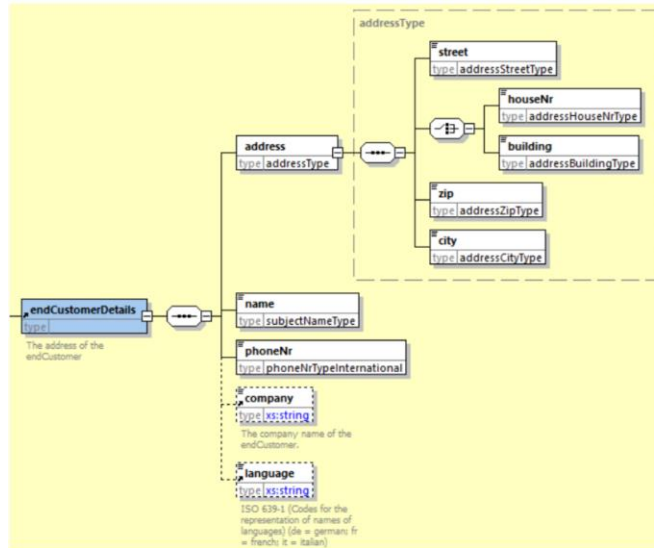 addressType
street
type addressStreetType
houseNr
type addressHouseNrType
building
type addressBuildingType
address
type addressType
zip
type addressZipType
city
type addressCityType
endCustomerDetails
type
The address of the
endCustomer
name
type subjectNameType
phoneNr
type phoneNrTypeInternational
company
type xs:string
The company name of the
endCustomer.
language
type xs:string
ISO 639-1 (Codes for the
representation of names of
languages) (de = german; fr
= french; it = italian)